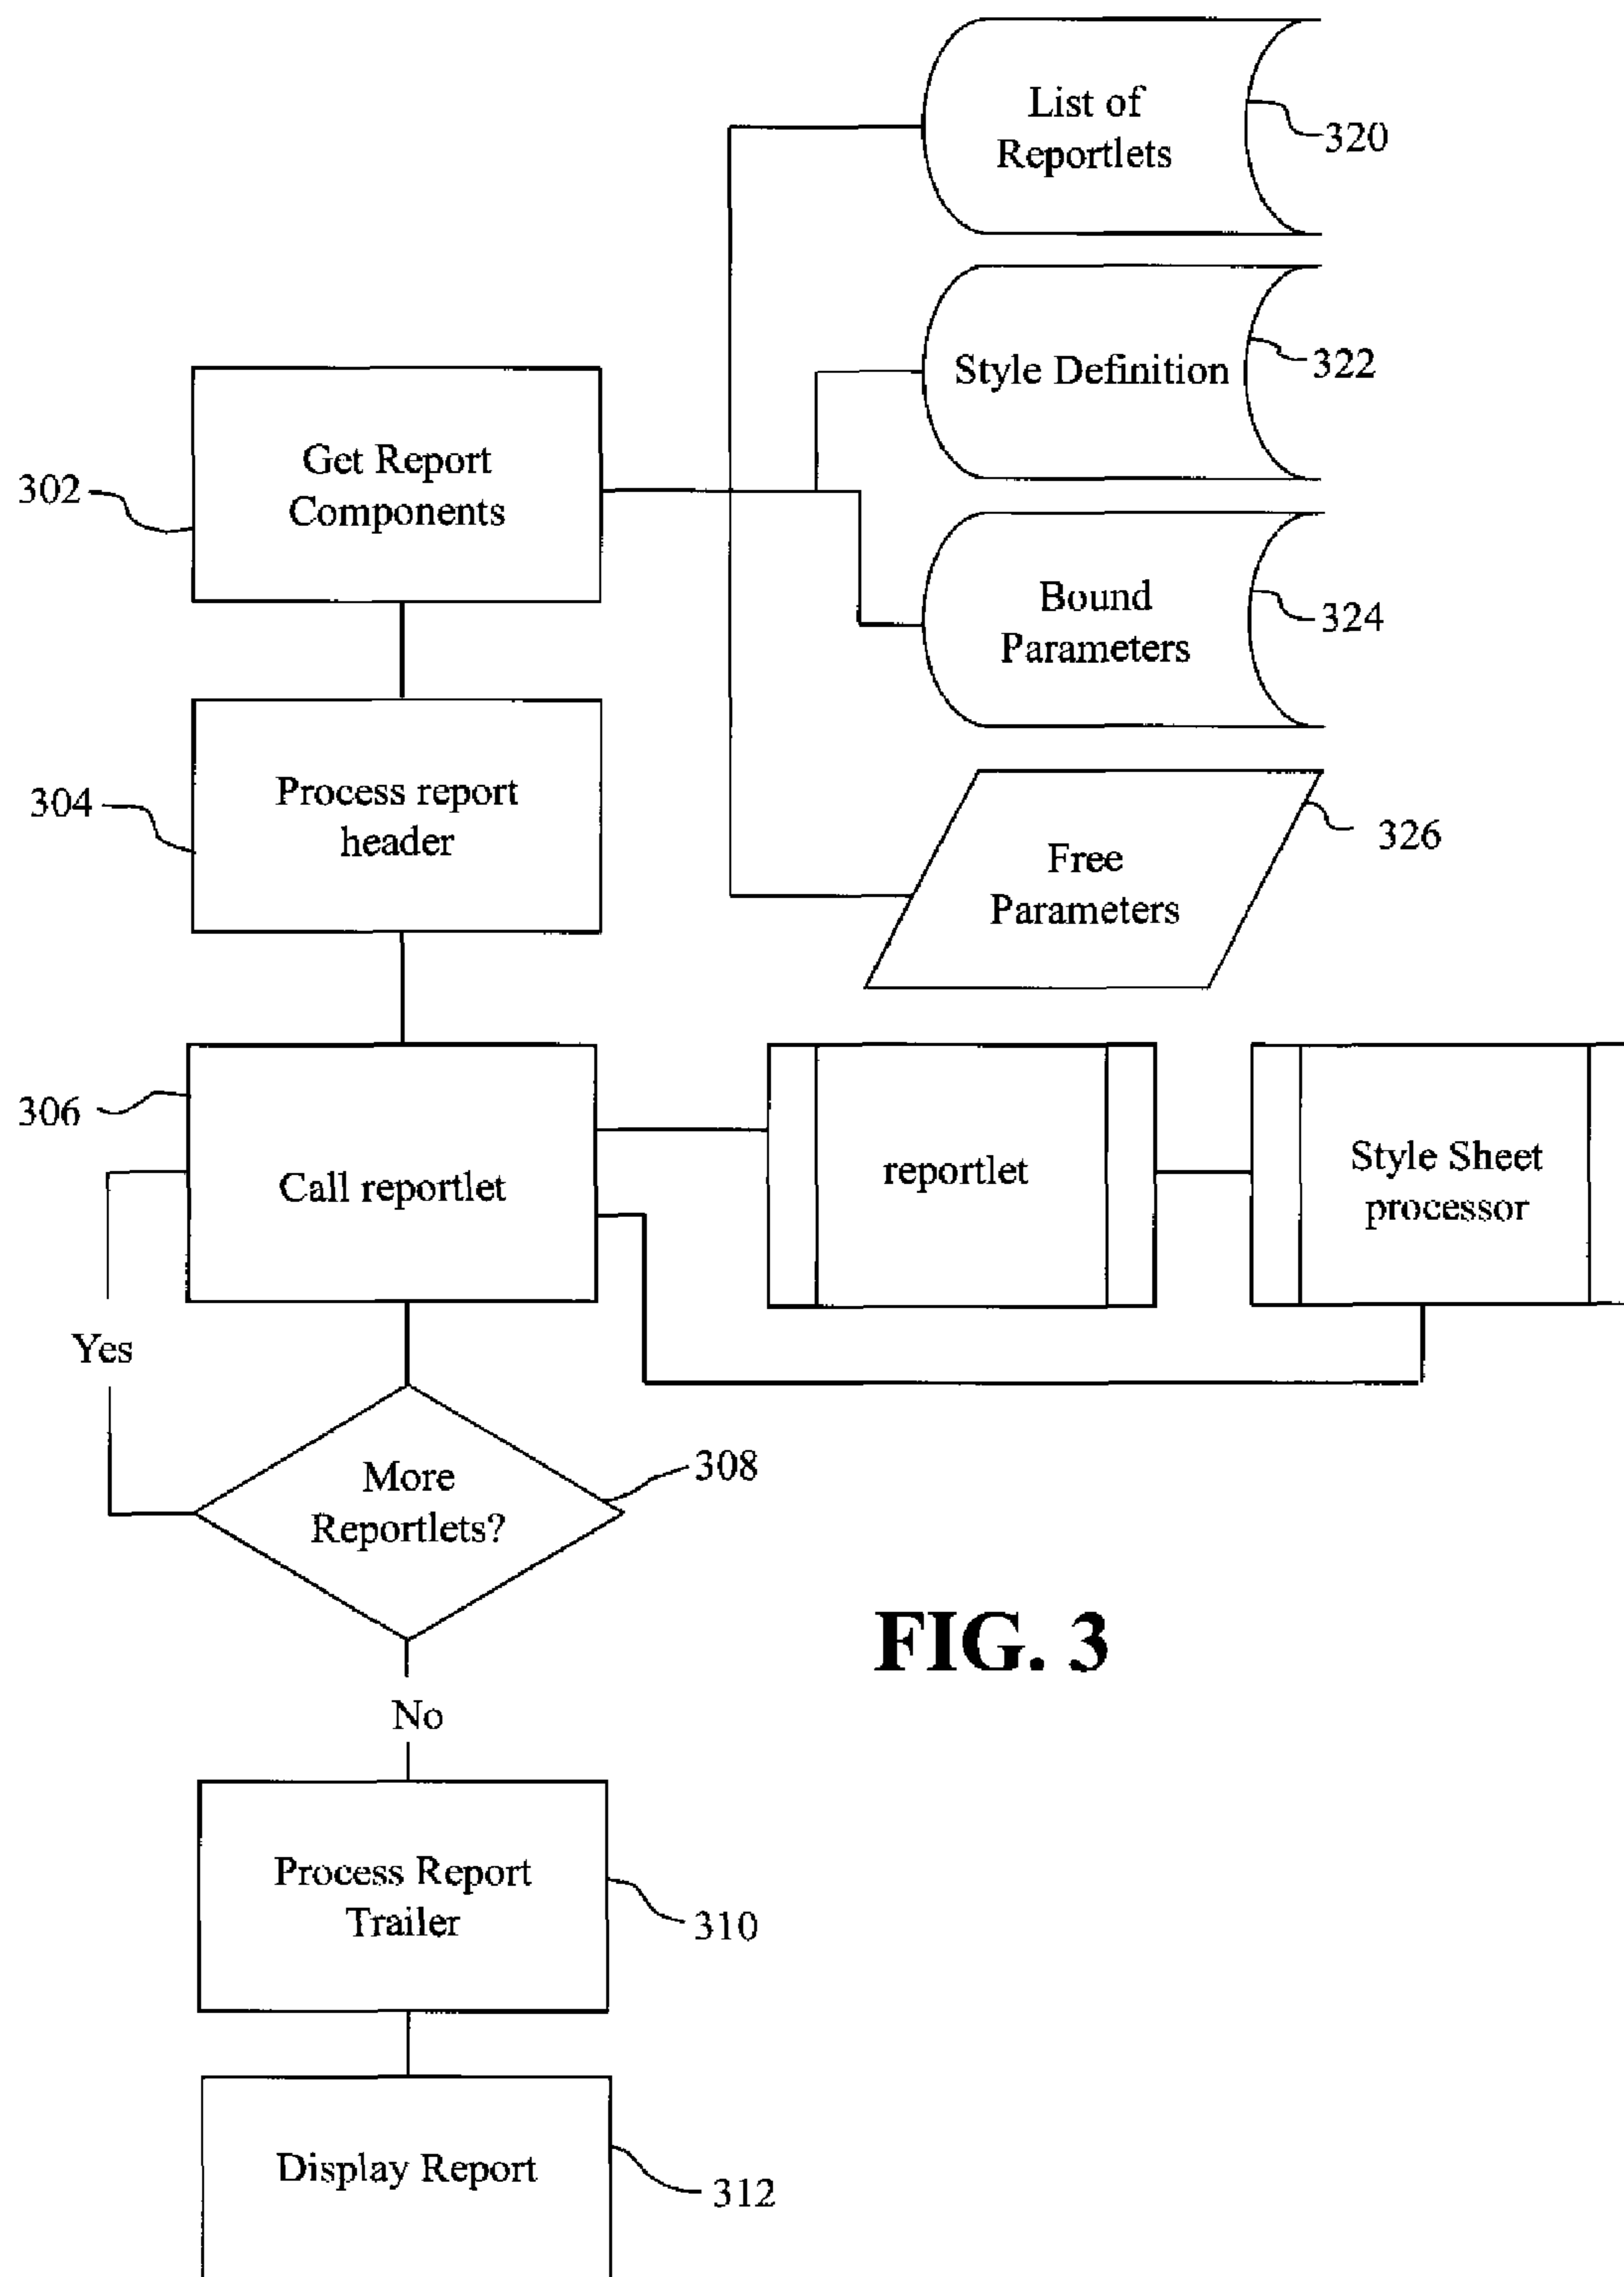 List of
Reportlets
320
Style Definition
322
Get Report
Components
302
Bound
Parameters
324
Process report
header
304
Free
Parameters
326
306
Call reportlet
reportlet
Style Sheet
processor
Yes
More
Reportlets?
308
FIG. 3
No
Process Report
Trailer
310
Display Report
312